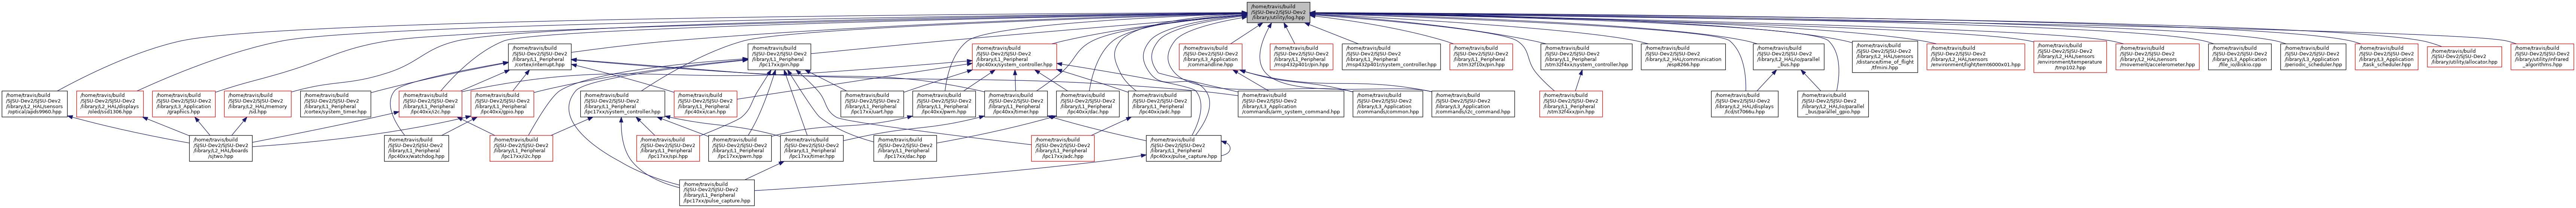 /home/travis/build
/SJSU-Dev2/SJSU-Dev2
/library/utility/log.hpp
/home/travis/build
/SJSU-Dev2/SJSU-Dev2
/library/L1_Peripheral
/cortex/interrupt.hpp
/home/travis/build
/SJSU-Dev2/SJSU-Dev2
/library/L1_Peripheral
/lpc17xx/pin.hpp
/home/travis/build
/SJSU-Dev2/SJSU-Dev2
/library/L1_Peripheral
/lpc40xx/system_controller.hpp
/home/travis/build
/SJSU-Dev2/SJSU-Dev2
/library/L3_Application
/commandline.hpp
/home/travis/build
/SJSU-Dev2/SJSU-Dev2
/library/L1_Peripheral
/msp432p401r/pin.hpp
/home/travis/build
/SJSU-Dev2/SJSU-Dev2
/library/L1_Peripheral
/msp432p401r/system_controller.hpp
/home/travis/build
/SJSU-Dev2/SJSU-Dev2
/library/L1_Peripheral
/stm32f10x/pin.hpp
/home/travis/build
/SJSU-Dev2/SJSU-Dev2
/library/L1_Peripheral
/stm32f4xx/system_controller.hpp
/home/travis/build
/SJSU-Dev2/SJSU-Dev2
/library/L2_HAL/communication
/esp8266.hpp
/home/travis/build
/SJSU-Dev2/SJSU-Dev2
/library/L2_HAL/io/parallel
_bus.hpp
/home/travis/build
/SJSU-Dev2/SJSU-Dev2
/library/L2_HAL/sensors
/distance/time_of_flight
/tfmini.hpp
/home/travis/build
/SJSU-Dev2/SJSU-Dev2
/library/L2_HAL/sensors
/environment/light/temt6000x01.hpp
/home/travis/build
/SJSU-Dev2/SJSU-Dev2
/library/L2_HAL/sensors
/environment/temperature
/tmp102.hpp
/home/travis/build
/SJSU-Dev2/SJSU-Dev2
/library/L2_HAL/sensors
/movement/accelerometer.hpp
/home/travis/build
/SJSU-Dev2/SJSU-Dev2
/library/L3_Application
/file_io/diskio.cpp
/home/travis/build
/SJSU-Dev2/SJSU-Dev2
/library/L3_Application
/periodic_scheduler.hpp
/home/travis/build
/SJSU-Dev2/SJSU-Dev2
/library/L3_Application
/task_scheduler.hpp
/home/travis/build
/SJSU-Dev2/SJSU-Dev2
/library/utility/allocator.hpp
/home/travis/build
/SJSU-Dev2/SJSU-Dev2
/library/utility/infrared
_algorithms.hpp
/home/travis/build
/SJSU-Dev2/SJSU-Dev2
/library/L2_HAL/sensors
/optical/apds9960.hpp
/home/travis/build
/SJSU-Dev2/SJSU-Dev2
/library/L2_HAL/displays
/oled/ssd1306.hpp
/home/travis/build
/SJSU-Dev2/SJSU-Dev2
/library/L3_Application
/graphics.hpp
/home/travis/build
/SJSU-Dev2/SJSU-Dev2
/library/L2_HAL/memory
/sd.hpp
/home/travis/build
/SJSU-Dev2/SJSU-Dev2
/library/L1_Peripheral
/cortex/system_timer.hpp
/home/travis/build
/SJSU-Dev2/SJSU-Dev2
/library/L1_Peripheral
/lpc40xx/i2c.hpp
/home/travis/build
/SJSU-Dev2/SJSU-Dev2
/library/L1_Peripheral
/lpc40xx/gpio.hpp
/home/travis/build
/SJSU-Dev2/SJSU-Dev2
/library/L1_Peripheral
/lpc17xx/system_controller.hpp
/home/travis/build
/SJSU-Dev2/SJSU-Dev2
/library/L1_Peripheral
/lpc40xx/can.hpp
/home/travis/build
/SJSU-Dev2/SJSU-Dev2
/library/L1_Peripheral
/lpc17xx/uart.hpp
/home/travis/build
/SJSU-Dev2/SJSU-Dev2
/library/L1_Peripheral
/lpc40xx/pwm.hpp
/home/travis/build
/SJSU-Dev2/SJSU-Dev2
/library/L1_Peripheral
/lpc40xx/timer.hpp
/home/travis/build
/SJSU-Dev2/SJSU-Dev2
/library/L1_Peripheral
/lpc40xx/dac.hpp
/home/travis/build
/SJSU-Dev2/SJSU-Dev2
/library/L1_Peripheral
/lpc40xx/adc.hpp
/home/travis/build
/SJSU-Dev2/SJSU-Dev2
/library/L3_Application
/commands/arm_system_command.hpp
/home/travis/build
/SJSU-Dev2/SJSU-Dev2
/library/L3_Application
/commands/common.hpp
/home/travis/build
/SJSU-Dev2/SJSU-Dev2
/library/L3_Application
/commands/i2c_command.hpp
/home/travis/build
/SJSU-Dev2/SJSU-Dev2
/library/L1_Peripheral
/stm32f4xx/pin.hpp
/home/travis/build
/SJSU-Dev2/SJSU-Dev2
/library/L2_HAL/displays
/lcd/st7066u.hpp
/home/travis/build
/SJSU-Dev2/SJSU-Dev2
/library/L2_HAL/io/parallel
_bus/parallel_gpio.hpp
/home/travis/build
/SJSU-Dev2/SJSU-Dev2
/library/L2_HAL/boards
/sjtwo.hpp
/home/travis/build
/SJSU-Dev2/SJSU-Dev2
/library/L1_Peripheral
/lpc40xx/watchdog.hpp
/home/travis/build
/SJSU-Dev2/SJSU-Dev2
/library/L1_Peripheral
/lpc17xx/i2c.hpp
/home/travis/build
/SJSU-Dev2/SJSU-Dev2
/library/L1_Peripheral
/lpc17xx/spi.hpp
/home/travis/build
/SJSU-Dev2/SJSU-Dev2
/library/L1_Peripheral
/lpc17xx/pwm.hpp
/home/travis/build
/SJSU-Dev2/SJSU-Dev2
/library/L1_Peripheral
/lpc17xx/timer.hpp
/home/travis/build
/SJSU-Dev2/SJSU-Dev2
/library/L1_Peripheral
/lpc17xx/dac.hpp
/home/travis/build
/SJSU-Dev2/SJSU-Dev2
/library/L1_Peripheral
/lpc17xx/adc.hpp
/home/travis/build
/SJSU-Dev2/SJSU-Dev2
/library/L1_Peripheral
/lpc40xx/pulse_capture.hpp
/home/travis/build
/SJSU-Dev2/SJSU-Dev2
/library/L1_Peripheral
/lpc17xx/pulse_capture.hpp